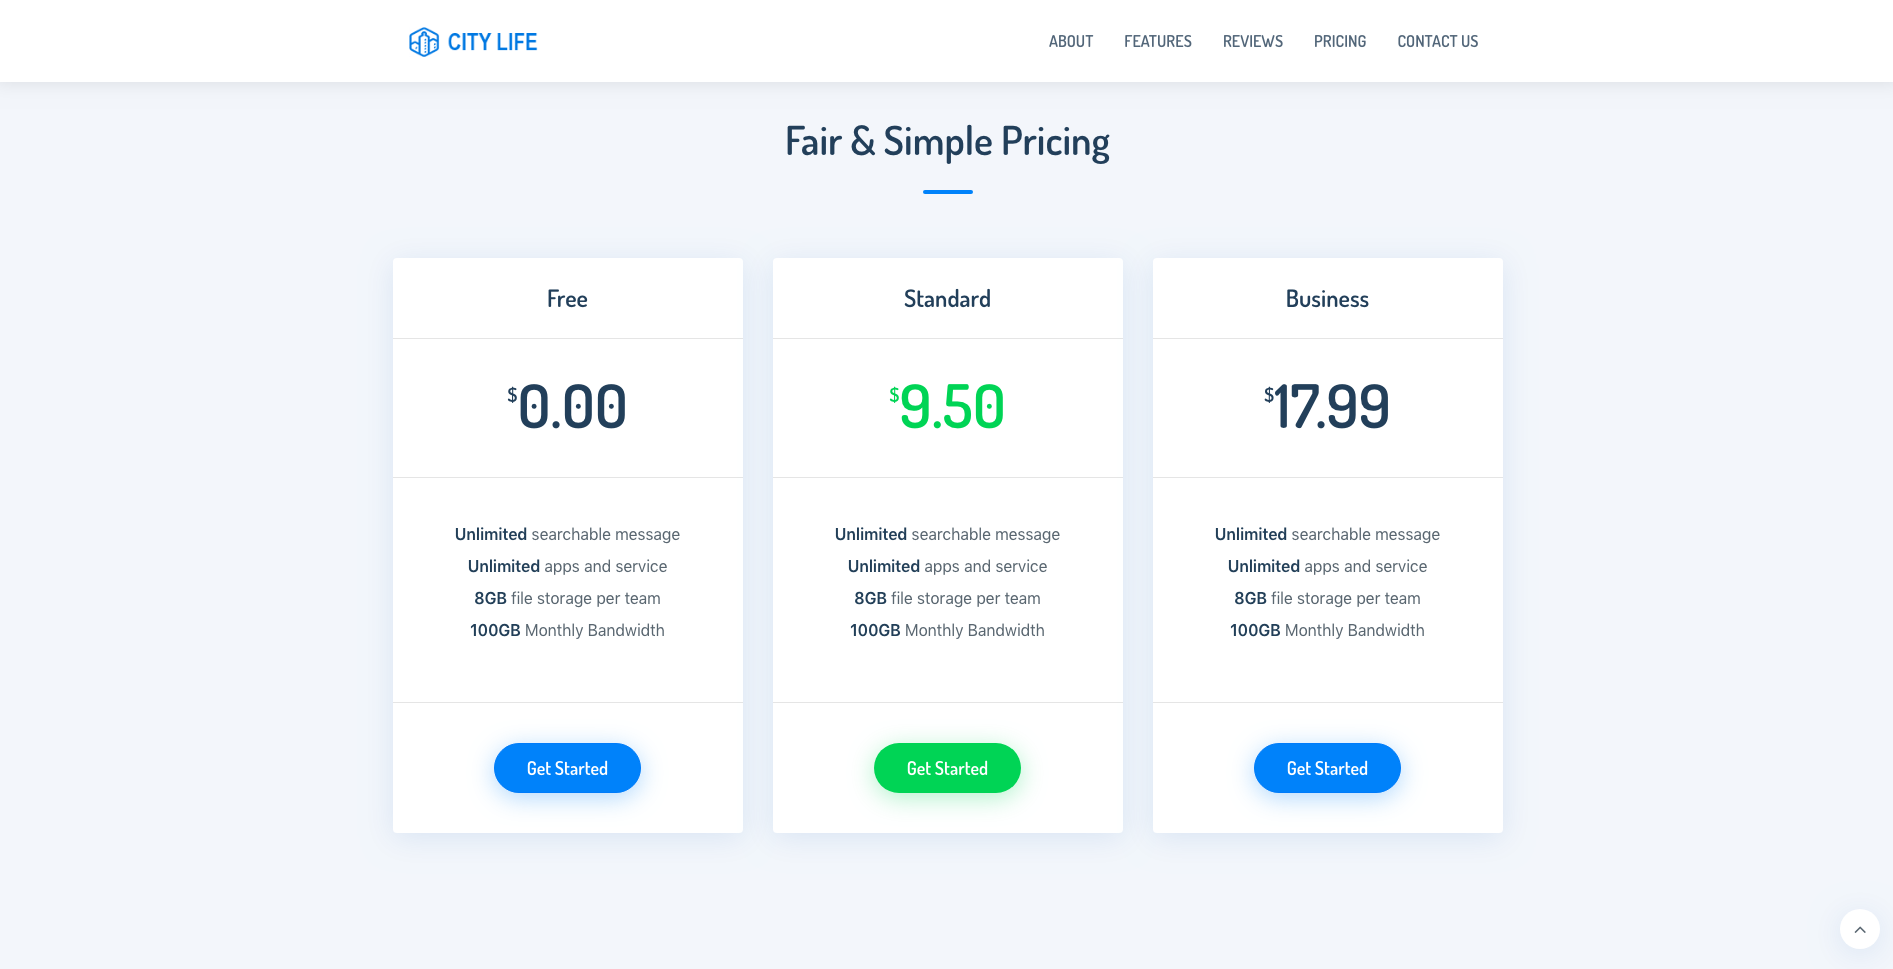 CITY LIFE
ABOUT FEATURES REVIEWS PRICING CONTACT US
Fair & Simple Pricing
Free
$0.00
Unlimited searchable message
Unlimited apps and service
8GB file storage per team
100GB Monthly Bandwidth
Get Started
Standard
$9.50
Unlimited searchable message
Unlimited apps and service
8GB file storage per team
100GB Monthly Bandwidth
Get Started
Business
$17.99
Unlimited searchable message
Unlimited apps and service
8GB file storage per team
100GB Monthly Bandwidth
Get Started